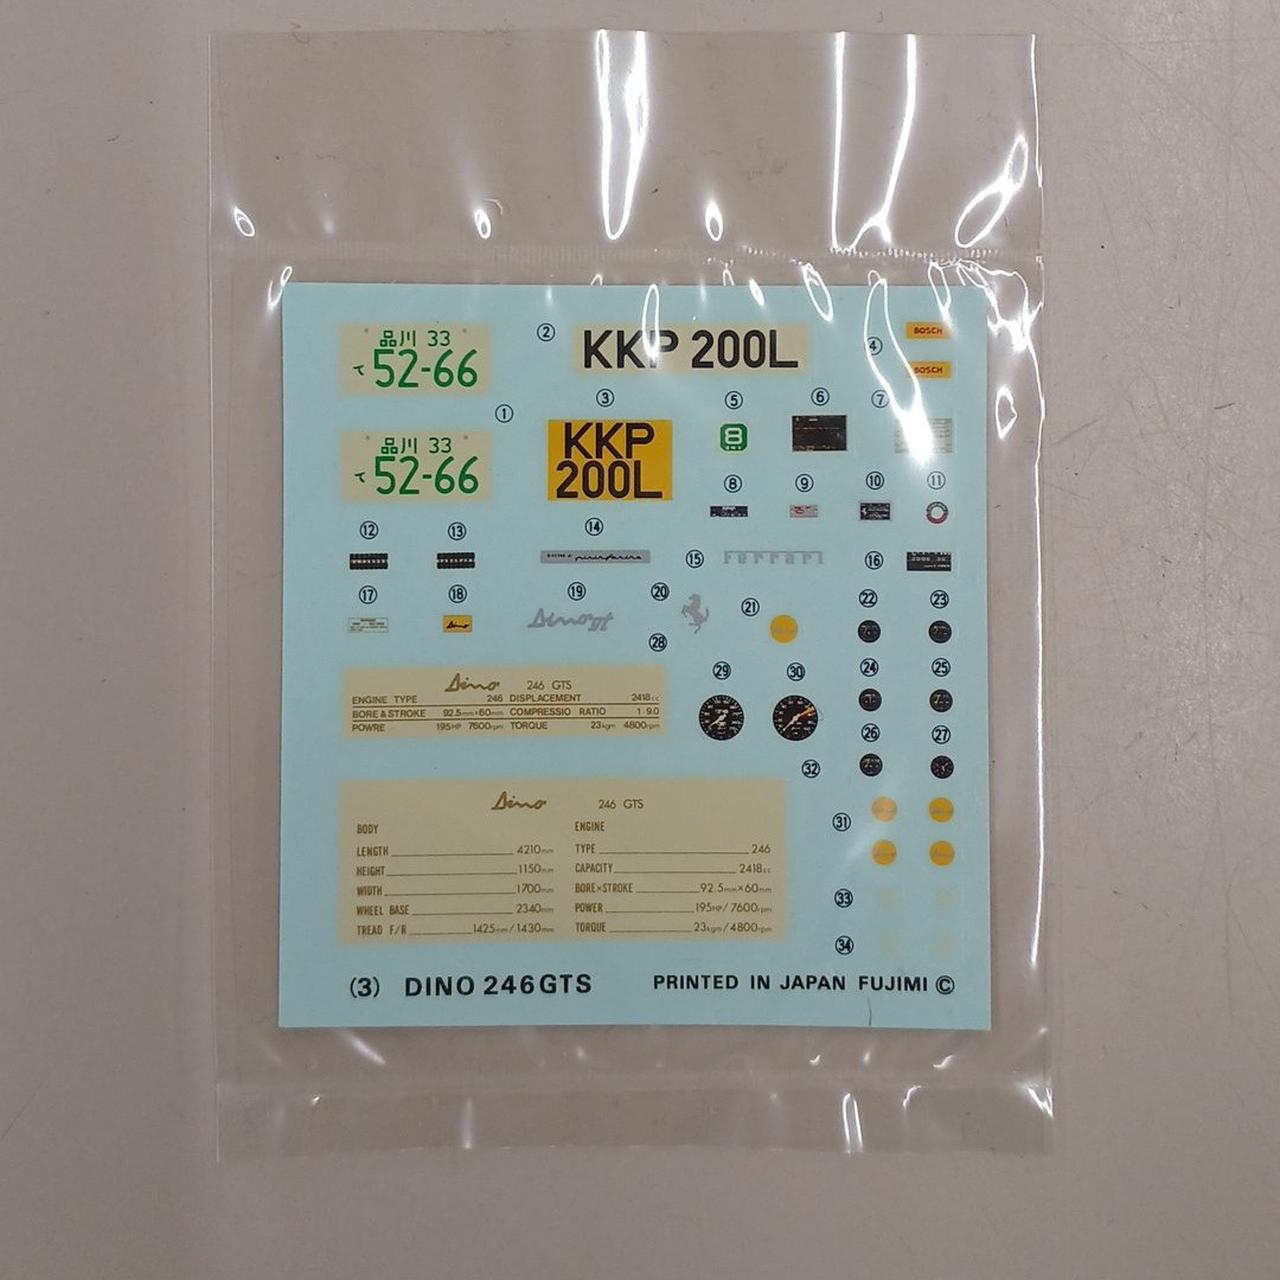 品川 33
て 52-66
②
KKP 200L
④
BOSCH
BOSCH
①
③
⑤
⑥
⑦
品川 33
て 52-66
KKP
200L
8
⑧
⑨
⑩
⑪
⑫
⑬
⑭
pininfarina
⑮
Ferrari
⑯
⑰
⑱
Dino
⑲
Dino GT
⑳
㉑
㉒
㉓
㉘
㉙
㉚
㉔
㉕
㉖
㉗
Dino 246 GTS
ENGINE TYPE 246 DISPLACEMENT 2418cc
BORE & STROKE 92.5mm×60mm COMPRESSIO RATIO 1 9.0
POWRE 195HP 7600rpm TORQUE 23kgm 4800rpm
㉜
㉛
㉝
㉞
Dino 246 GTS
BODY
LENGTH 4210mm
HEIGHT 1150mm
WIDTH 1700mm
WHEEL BASE 2340mm
TREAD F/R 1425mm/1430mm
ENGINE
TYPE 246
CAPACITY 2418cc
BORE×STROKE 92.5mm×60mm
POWER 195HP/7600rpm
TORQUE 23kgm/4800rpm
(3) DINO 246GTS
PRINTED IN JAPAN FUJIMI ©